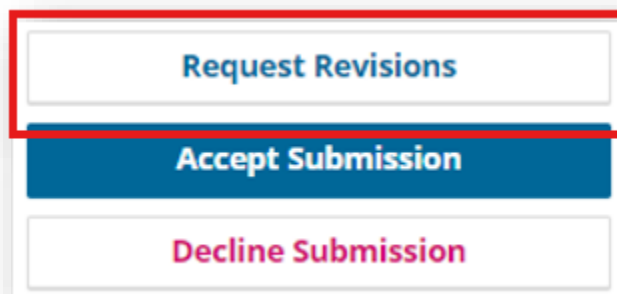 Request Revisions
Accept Submission
Decline Submission